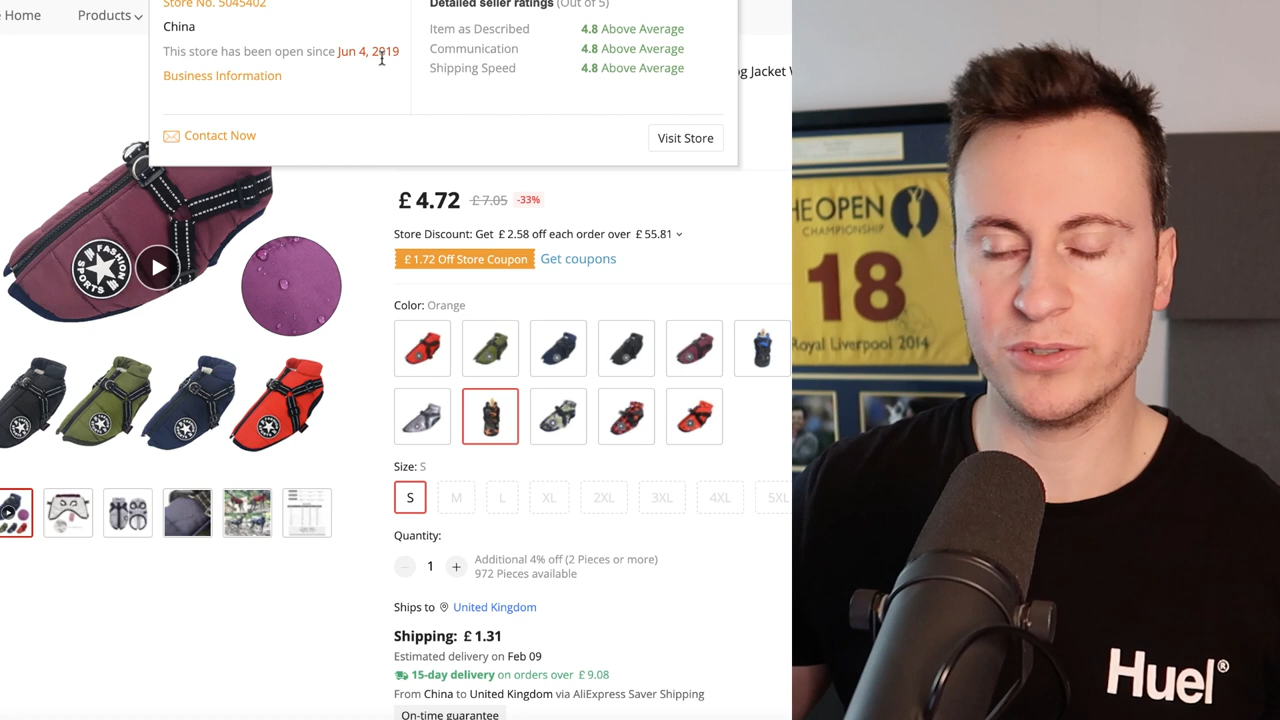 Home
Products
Store No. 5045402
China
This store has been open since Jun 4, 2019
Business Information
Contact Now
Detailed seller ratings (Out of 5)
Item as Described 4.8 Above Average
Communication 4.8 Above Average
Shipping Speed 4.8 Above Average
Visit Store
og Jacket W
FASHION
SPORTS
£ 4.72 £ 7.05 -33%
Store Discount: Get £ 2.58 off each order over £ 55.81
£ 1.72 Off Store Coupon Get coupons
Color: Orange
Size: S
S M L XL 2XL 3XL 4XL 5XL
Quantity:
1
Additional 4% off (2 Pieces or more)
972 Pieces available
Ships to United Kingdom
Shipping: £ 1.31
Estimated delivery on Feb 09
15-day delivery on orders over £ 9.08
From China to United Kingdom via AliExpress Saver Shipping
On-time guarantee
HE OPEN
CHAMPIONSHIP
18
Royal Liverpool 2014
Huel®